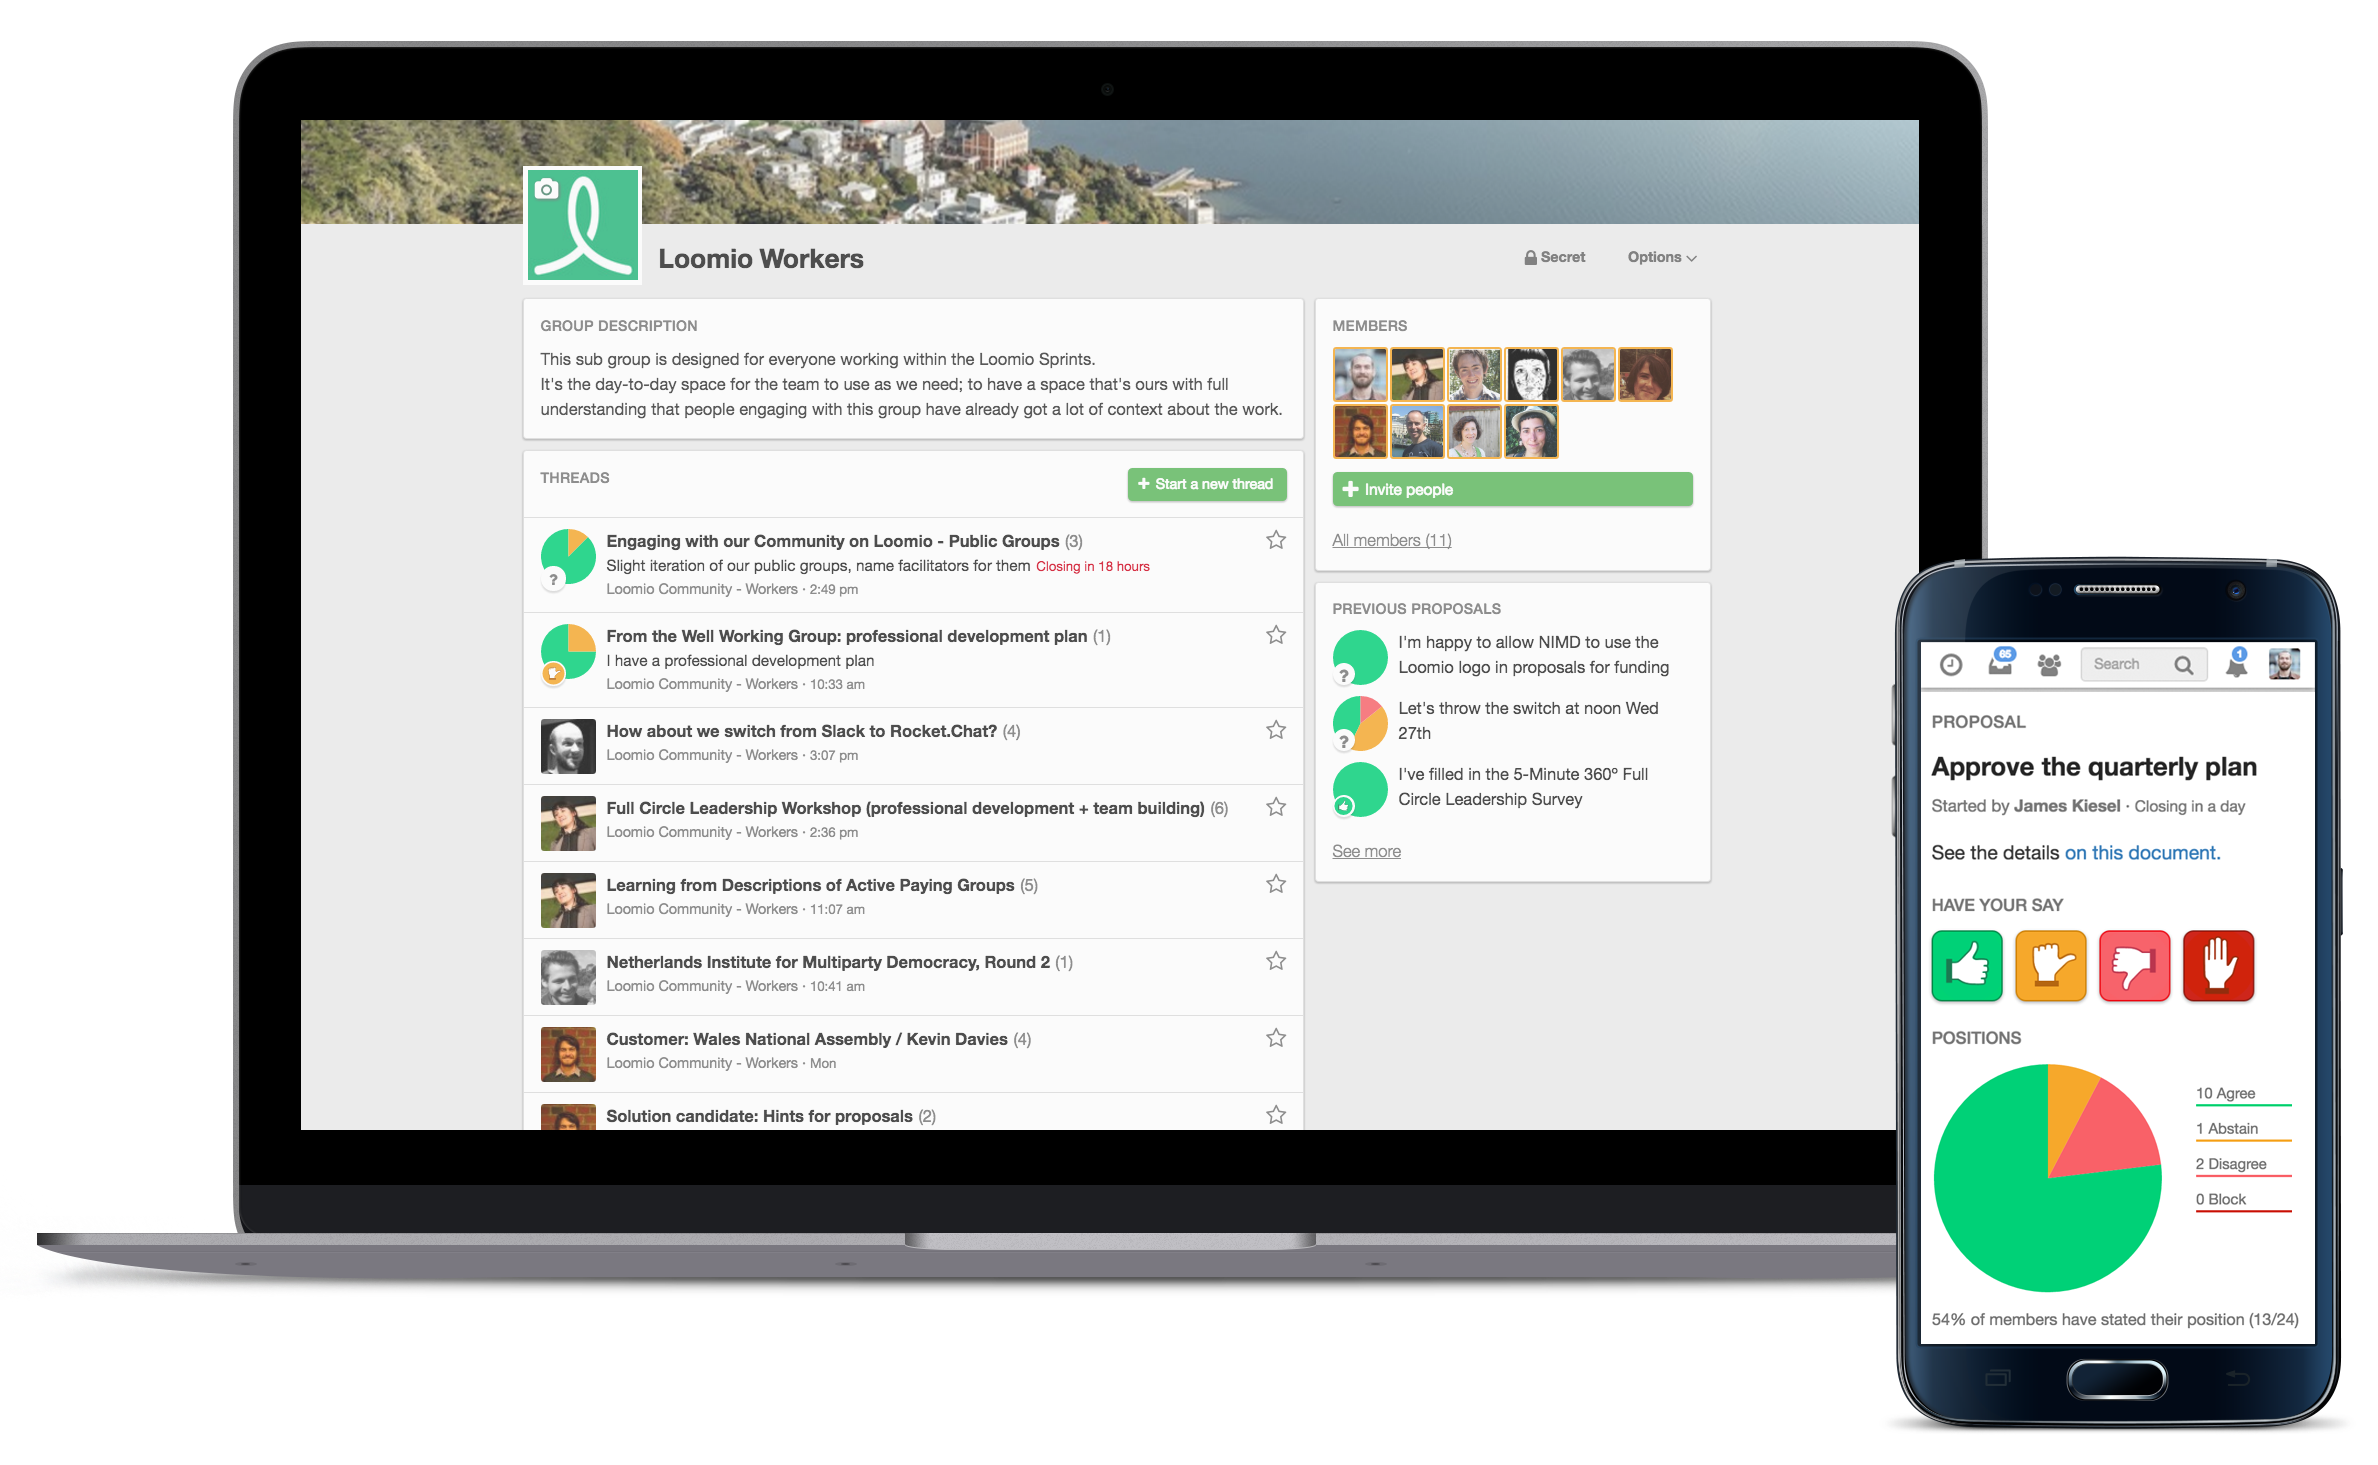 Loomio Workers
Secret
Options
GROUP DESCRIPTION
This sub group is designed for everyone working within the Loomio Sprints.
It's the day-to-day space for the team to use as we need; to have a space that's ours with full
understanding that people engaging with this group have already got a lot of context about the work.
THREADS
Start a new thread
Engaging with our Community on Loomio - Public Groups (3)
Slight iteration of our public groups, name facilitators for them Closing in 18 hours
Loomio Community - Workers · 2:49 pm
?
From the Well Working Group: professional development plan (1)
I have a professional development plan
Loomio Community - Workers · 10:33 am
How about we switch from Slack to Rocket.Chat? (4)
Loomio Community - Workers · 3:07 pm
Full Circle Leadership Workshop (professional development + team building) (6)
Loomio Community - Workers · 2:36 pm
Learning from Descriptions of Active Paying Groups (5)
Loomio Community - Workers · 11:07 am
Netherlands Institute for Multiparty Democracy, Round 2 (1)
Loomio Community - Workers · 10:41 am
Customer: Wales National Assembly / Kevin Davies (4)
Loomio Community - Workers · Mon
Solution candidate: Hints for proposals (2)
MEMBERS
Invite people
All members (11)
PREVIOUS PROPOSALS
I'm happy to allow NIMD to use the
Loomio logo in proposals for funding
?
Let's throw the switch at noon Wed
27th
?
I've filled in the 5-Minute 360º Full
Circle Leadership Survey
See more
65
Search
1
PROPOSAL
Approve the quarterly plan
Started by James Kiesel · Closing in a day
See the details on this document.
HAVE YOUR SAY
POSITIONS
10 Agree
1 Abstain
2 Disagree
0 Block
54% of members have stated their position (13/24)